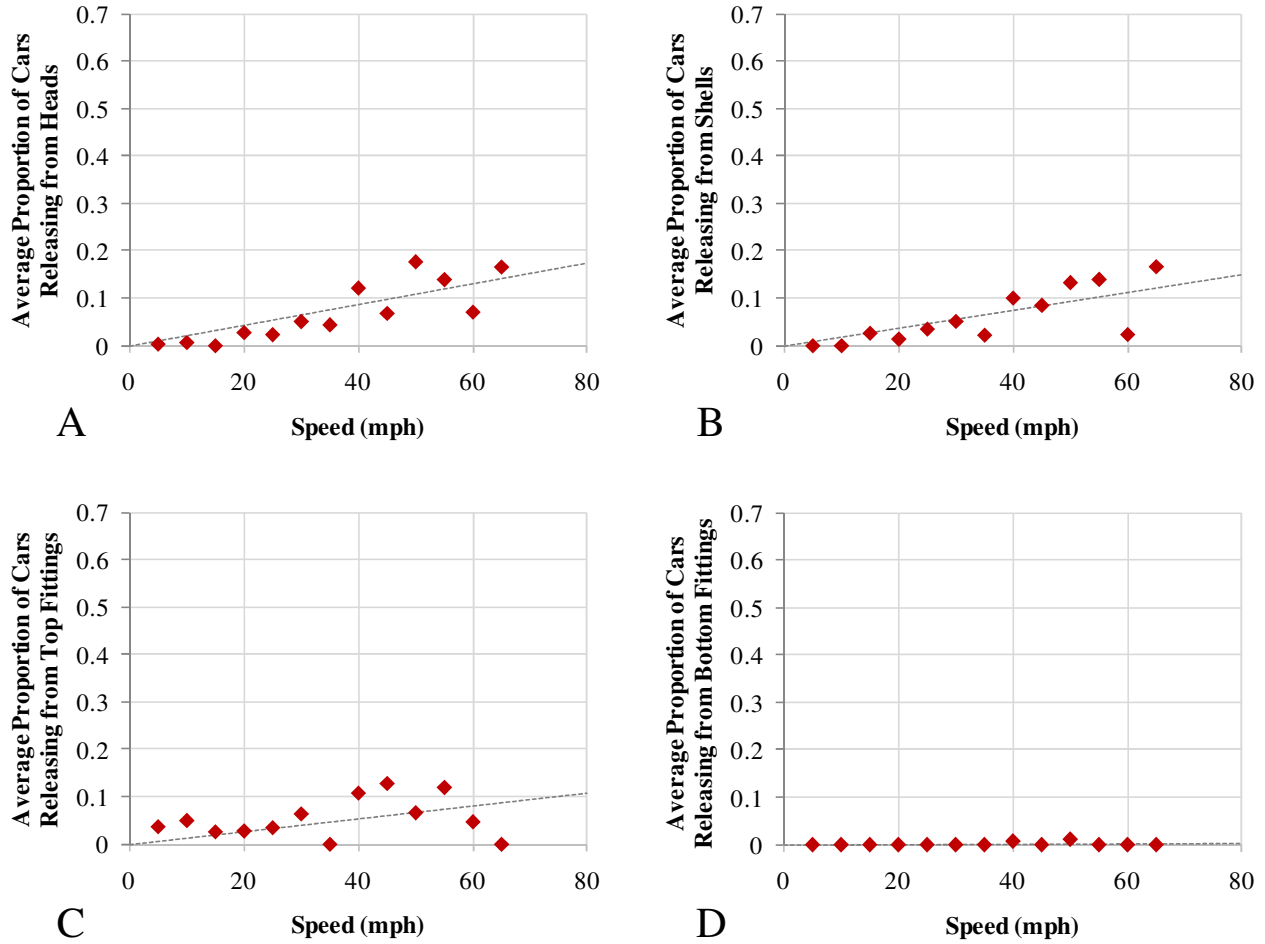 Average Proportion of Cars
Releasing from Heads
0.7
0.6
0.5
0.4
0.3
0.2
0.1
0
0 20 40 60 80
Speed (mph)
A
Average Proportion of Cars
Releasing from Shells
0.7
0.6
0.5
0.4
0.3
0.2
0.1
0
0 20 40 60 80
Speed (mph)
B
Average Proportion of Cars
Releasing from Top Fittings
0.7
0.6
0.5
0.4
0.3
0.2
0.1
0
0 20 40 60 80
Speed (mph)
C
Average Proportion of Cars
Releasing from Bottom Fittings
0.7
0.6
0.5
0.4
0.3
0.2
0.1
0
0 20 40 60 80
Speed (mph)
D